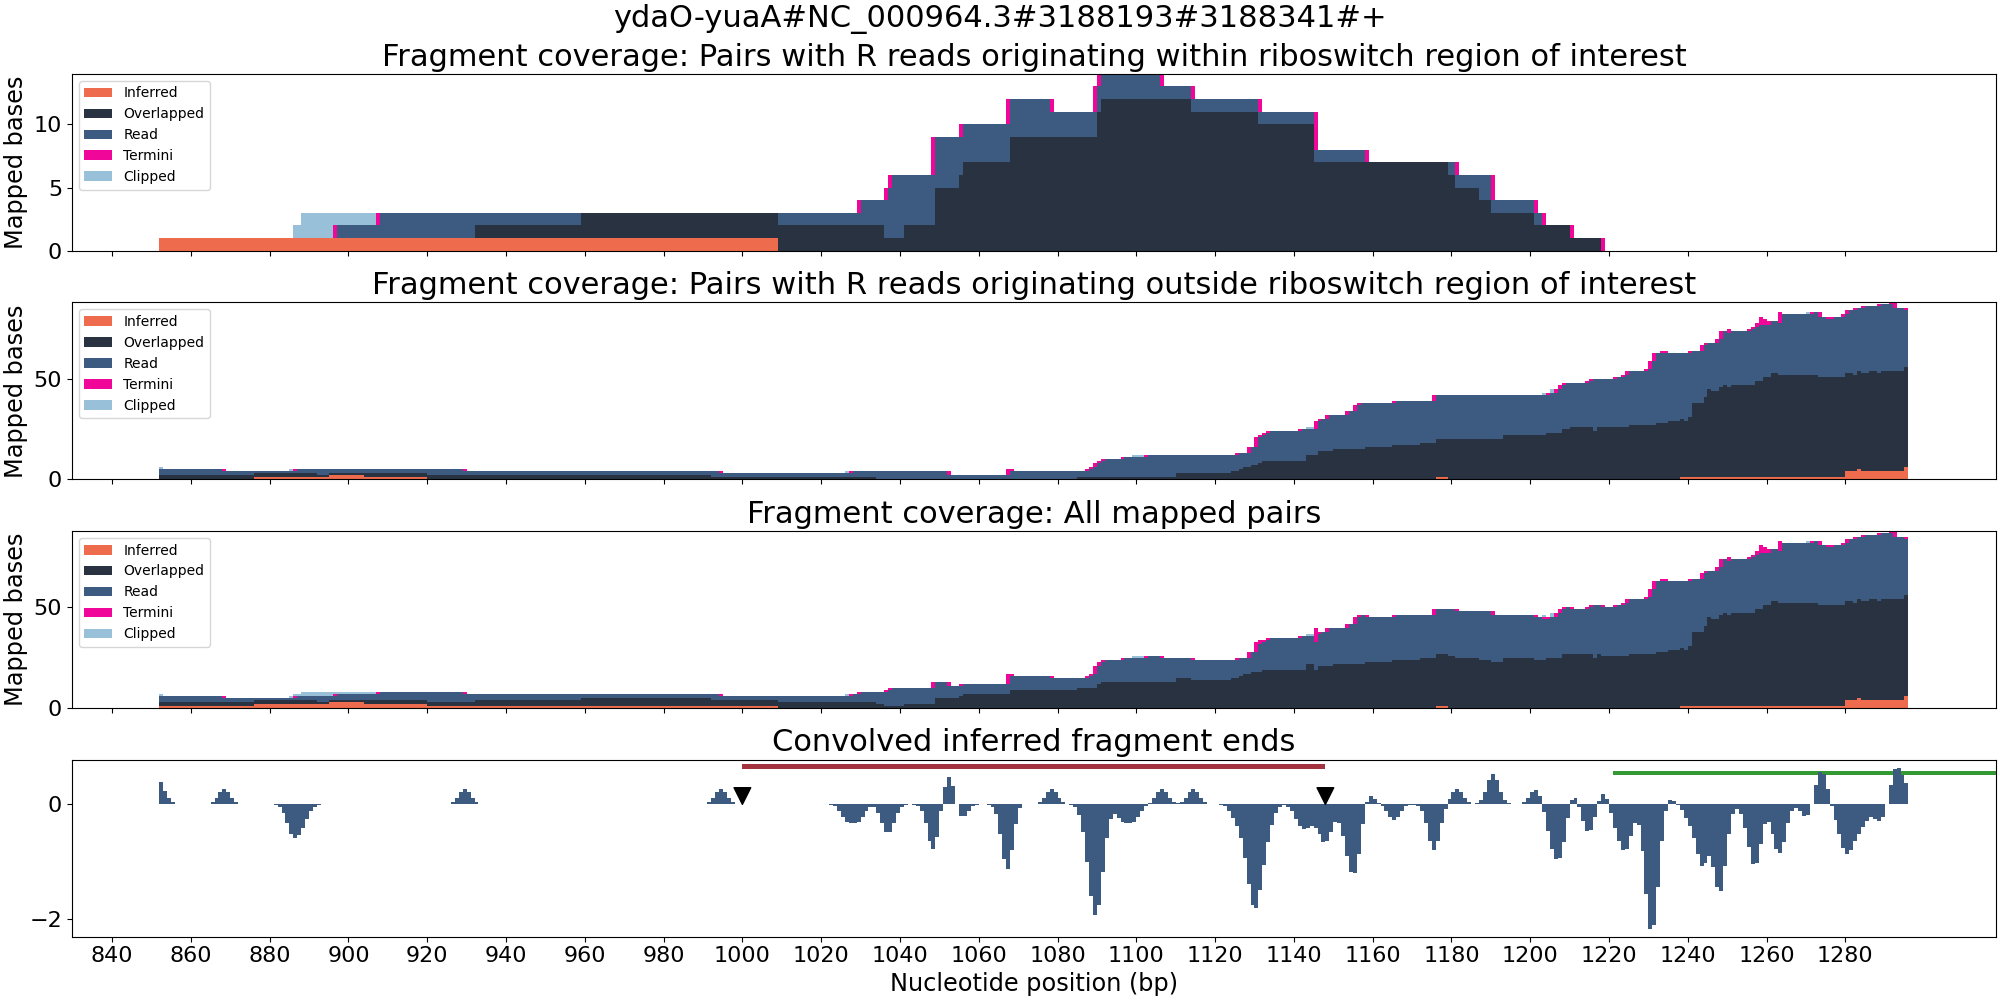 ydaO-yuaA#NC_000964.3#3188193#3188341#+
Fragment coverage: Pairs with R reads originating within riboswitch region of interest
Mapped bases
10
5
0
Inferred
Overlapped
Read
Termini
Clipped
Fragment coverage: Pairs with R reads originating outside riboswitch region of interest
Mapped bases
50
0
Inferred
Overlapped
Read
Termini
Clipped
Fragment coverage: All mapped pairs
Mapped bases
50
0
Inferred
Overlapped
Read
Termini
Clipped
Convolved inferred fragment ends
0
−2
840 860 880 900 920 940 960 980 1000 1020 1040 1060 1080 1100 1120 1140 1160 1180 1200 1220 1240 1260 1280
Nucleotide position (bp)